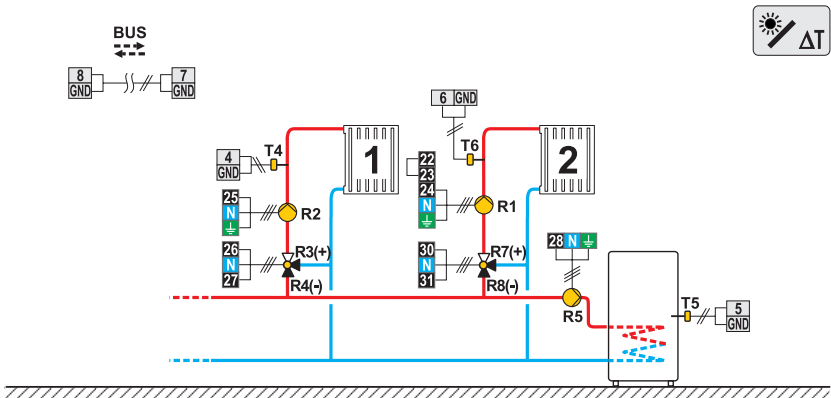 BUS
ΔT
8
GND
7
GND
6 GND
4
GND
T4
1
T6
2
22
23
24
N
25
N
R2
R1
26
N
27
R3(+)
R4(-)
30
N
31
R7(+)
R8(-)
28 N
R5
T5
5
GND